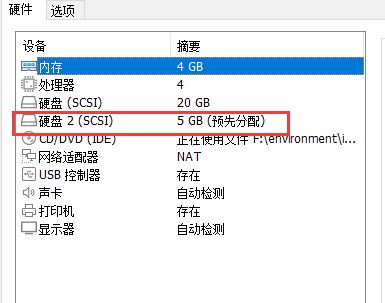 硬件 选项
设备 摘要
内存 4 GB
处理器 4
硬盘 (SCSI) 20 GB
硬盘 2 (SCSI) 5 GB (预先分配)
CD/DVD (IDE) 正在使用文件 F:\environment\i...
网络适配器 NAT
USB 控制器 存在
声卡 自动检测
打印机 存在
显示器 自动检测